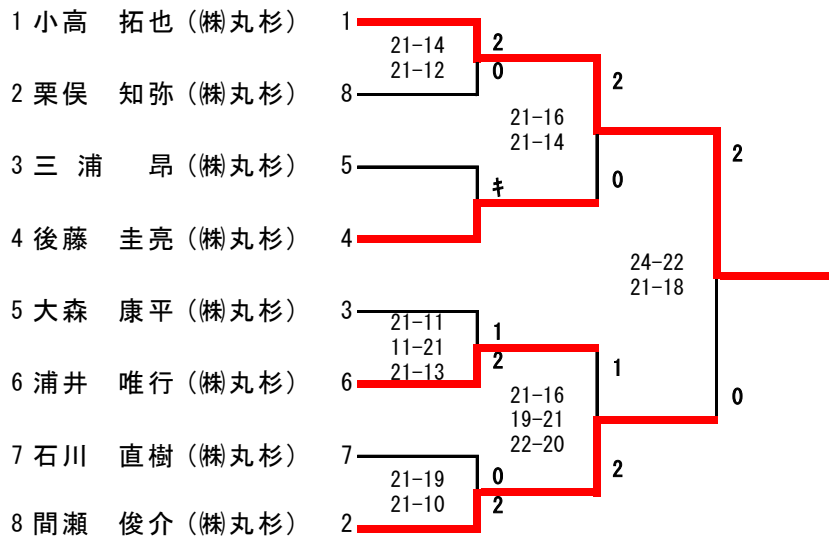 1 小高 拓也 (㈱丸杉) 1
21-14
21-12
2
0
2 栗俣 知弥 (㈱丸杉) 8
21-16
21-14
2
0
3 三浦 昂 (㈱丸杉) 5
キ
4 後藤 圭亮 (㈱丸杉) 4
2
24-22
21-18
0
5 大森 康平 (㈱丸杉) 3
21-11
11-21
21-13
1
2
6 浦井 唯行 (㈱丸杉) 6
21-16
19-21
22-20
1
2
7 石川 直樹 (㈱丸杉) 7
21-19
21-10
0
2
8 間瀬 俊介 (㈱丸杉) 2